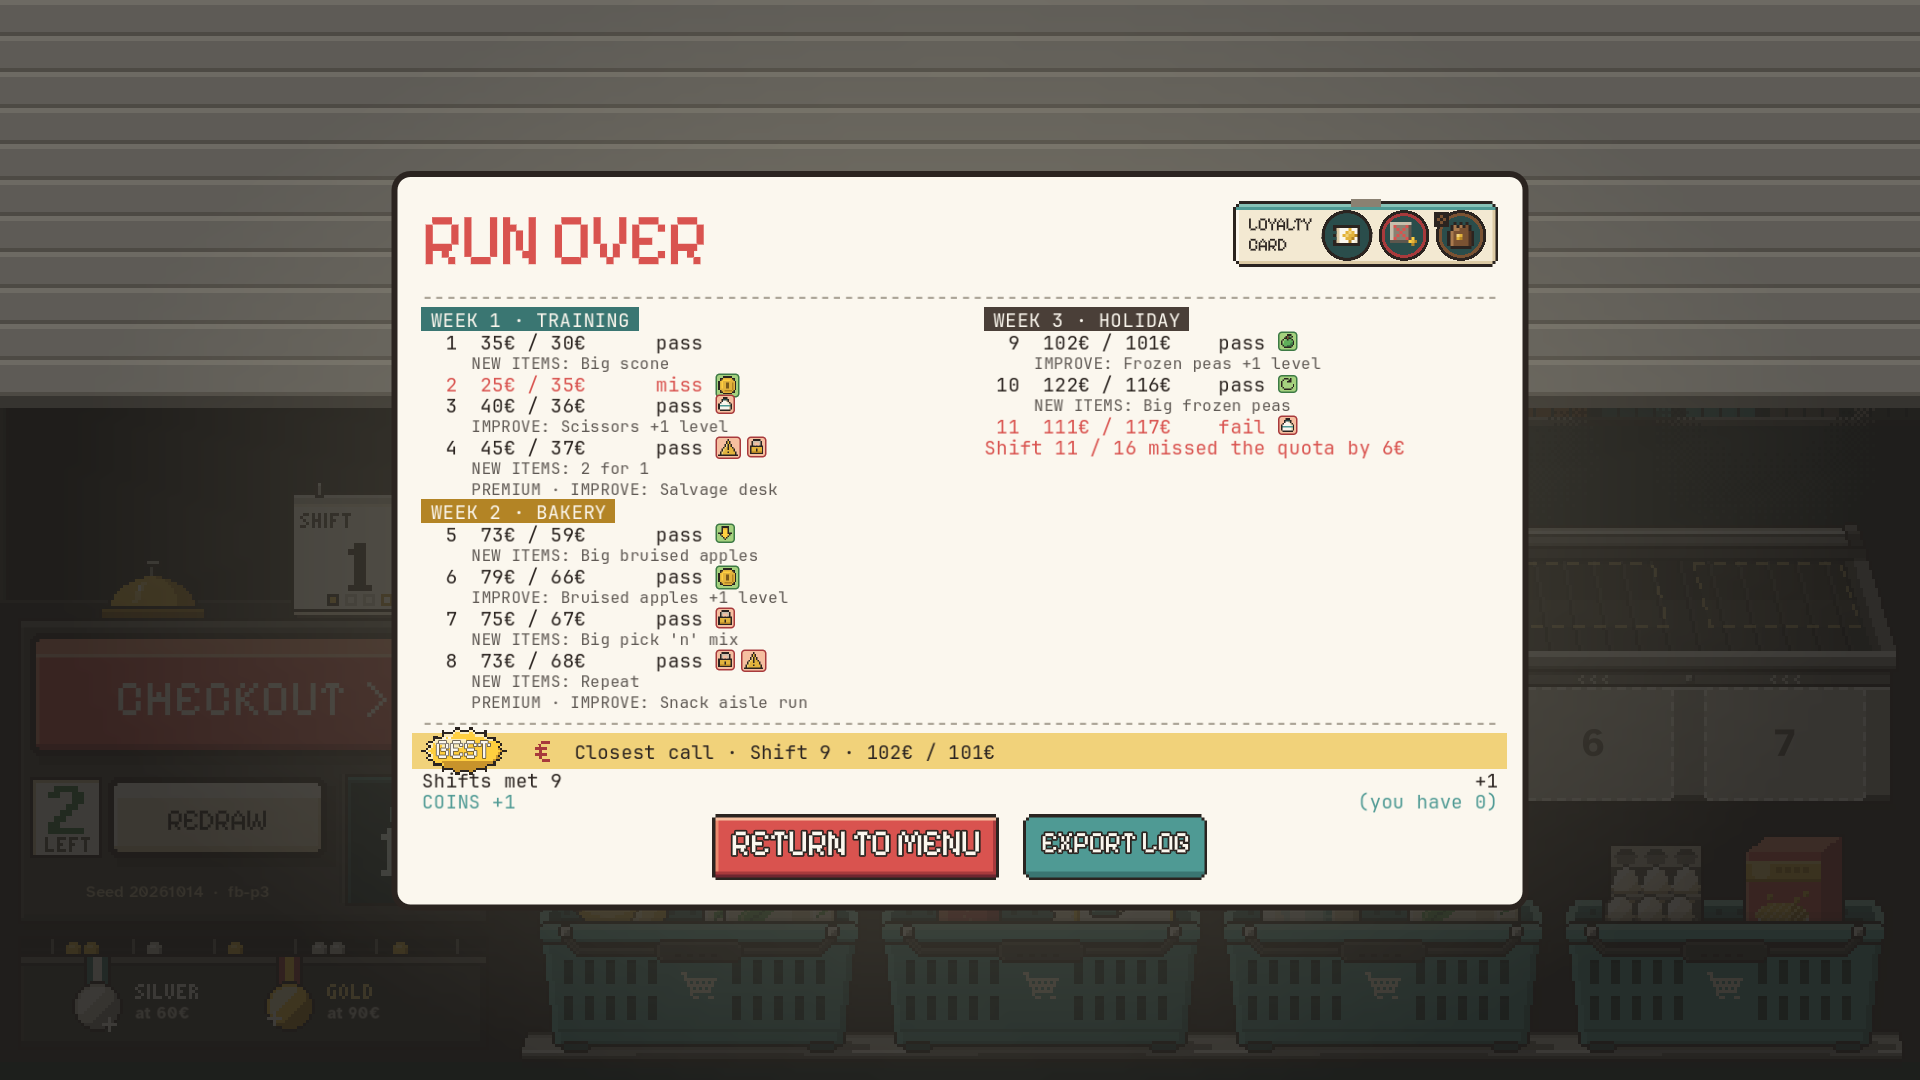 RUN OVER
LOYALTY
CARD
WEEK 1 · TRAINING
1 35€ / 30€ pass
NEW ITEMS: Big scone
2 25€ / 35€ miss
3 40€ / 36€ pass
IMPROVE: Scissors +1 level
4 45€ / 37€ pass
NEW ITEMS: 2 for 1
PREMIUM · IMPROVE: Salvage desk
WEEK 2 · BAKERY
5 73€ / 59€ pass
NEW ITEMS: Big bruised apples
6 79€ / 66€ pass
IMPROVE: Bruised apples +1 level
7 75€ / 67€ pass
NEW ITEMS: Big pick 'n' mix
8 73€ / 68€ pass
NEW ITEMS: Repeat
PREMIUM · IMPROVE: Snack aisle run
WEEK 3 · HOLIDAY
9 102€ / 101€ pass
IMPROVE: Frozen peas +1 level
10 122€ / 116€ pass
NEW ITEMS: Big frozen peas
11 111€ / 117€ fail
Shift 11 / 16 missed the quota by 6€
BEST € Closest call · Shift 9 · 102€ / 101€
Shifts met 9 +1
COINS +1 (you have 0)
RETURN TO MENU
EXPORT LOG
SHIFT
1
CHECKOUT >
2
LEFT
REDRAW
Seed 20261014 · fb-p3
SILVER
at 60€
GOLD
at 90€
<<<
<<<
6
7